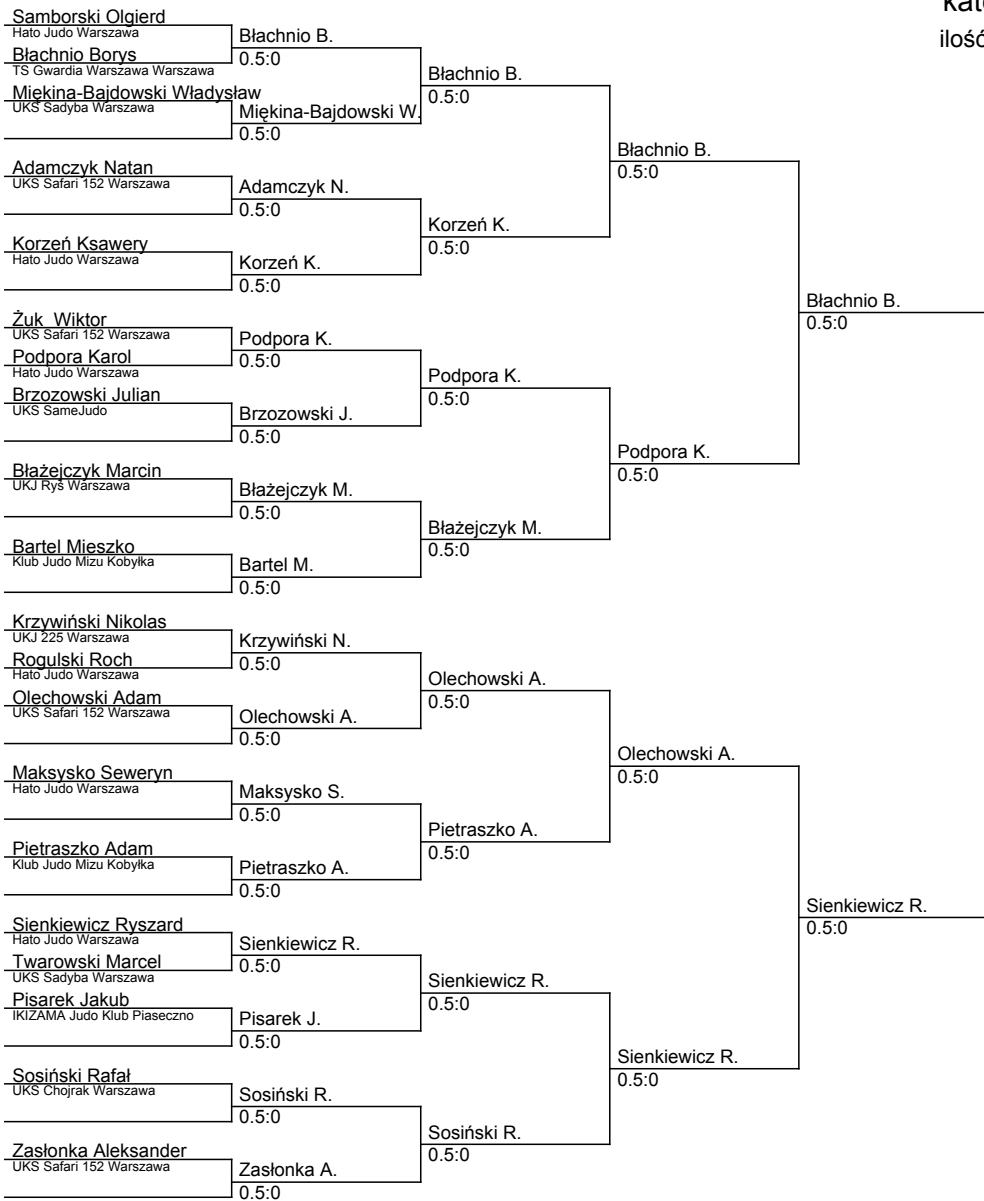 kate
ilość
Samborski Olgierd
Hato Judo Warszawa
Błachnio Borys
TS Gwardia Warszawa Warszawa
Miękina-Bajdowski Władysław
UKS Sadyba Warszawa
Adamczyk Natan
UKS Safari 152 Warszawa
Korzeń Ksawery
Hato Judo Warszawa
Żuk  Wiktor
UKS Safari 152 Warszawa
Podpora Karol
Hato Judo Warszawa
Brzozowski Julian
UKS SameJudo
Błażejczyk Marcin
UKJ Ryś Warszawa
Bartel Mieszko
Klub Judo Mizu Kobyłka
Krzywiński Nikolas
UKJ 225 Warszawa
Rogulski Roch
Hato Judo Warszawa
Olechowski Adam
UKS Safari 152 Warszawa
Maksysko Seweryn
Hato Judo Warszawa
Pietraszko Adam
Klub Judo Mizu Kobyłka
Sienkiewicz Ryszard
Hato Judo Warszawa
Twarowski Marcel
UKS Sadyba Warszawa
Pisarek Jakub
IKIZAMA Judo Klub Piaseczno
Sosiński Rafał
UKS Chojrak Warszawa
Zasłonka Aleksander
UKS Safari 152 Warszawa
Błachnio B.
0.5:0
Miękina-Bajdowski W.
0.5:0
Adamczyk N.
0.5:0
Korzeń K.
0.5:0
Podpora K.
0.5:0
Brzozowski J.
0.5:0
Błażejczyk M.
0.5:0
Bartel M.
0.5:0
Krzywiński N.
0.5:0
Olechowski A.
0.5:0
Maksysko S.
0.5:0
Pietraszko A.
0.5:0
Sienkiewicz R.
0.5:0
Pisarek J.
0.5:0
Sosiński R.
0.5:0
Zasłonka A.
0.5:0
Błachnio B.
0.5:0
Korzeń K.
0.5:0
Podpora K.
0.5:0
Błażejczyk M.
0.5:0
Olechowski A.
0.5:0
Pietraszko A.
0.5:0
Sienkiewicz R.
0.5:0
Sosiński R.
0.5:0
Błachnio B.
0.5:0
Podpora K.
0.5:0
Olechowski A.
0.5:0
Sienkiewicz R.
0.5:0
Błachnio B.
0.5:0
Sienkiewicz R.
0.5:0